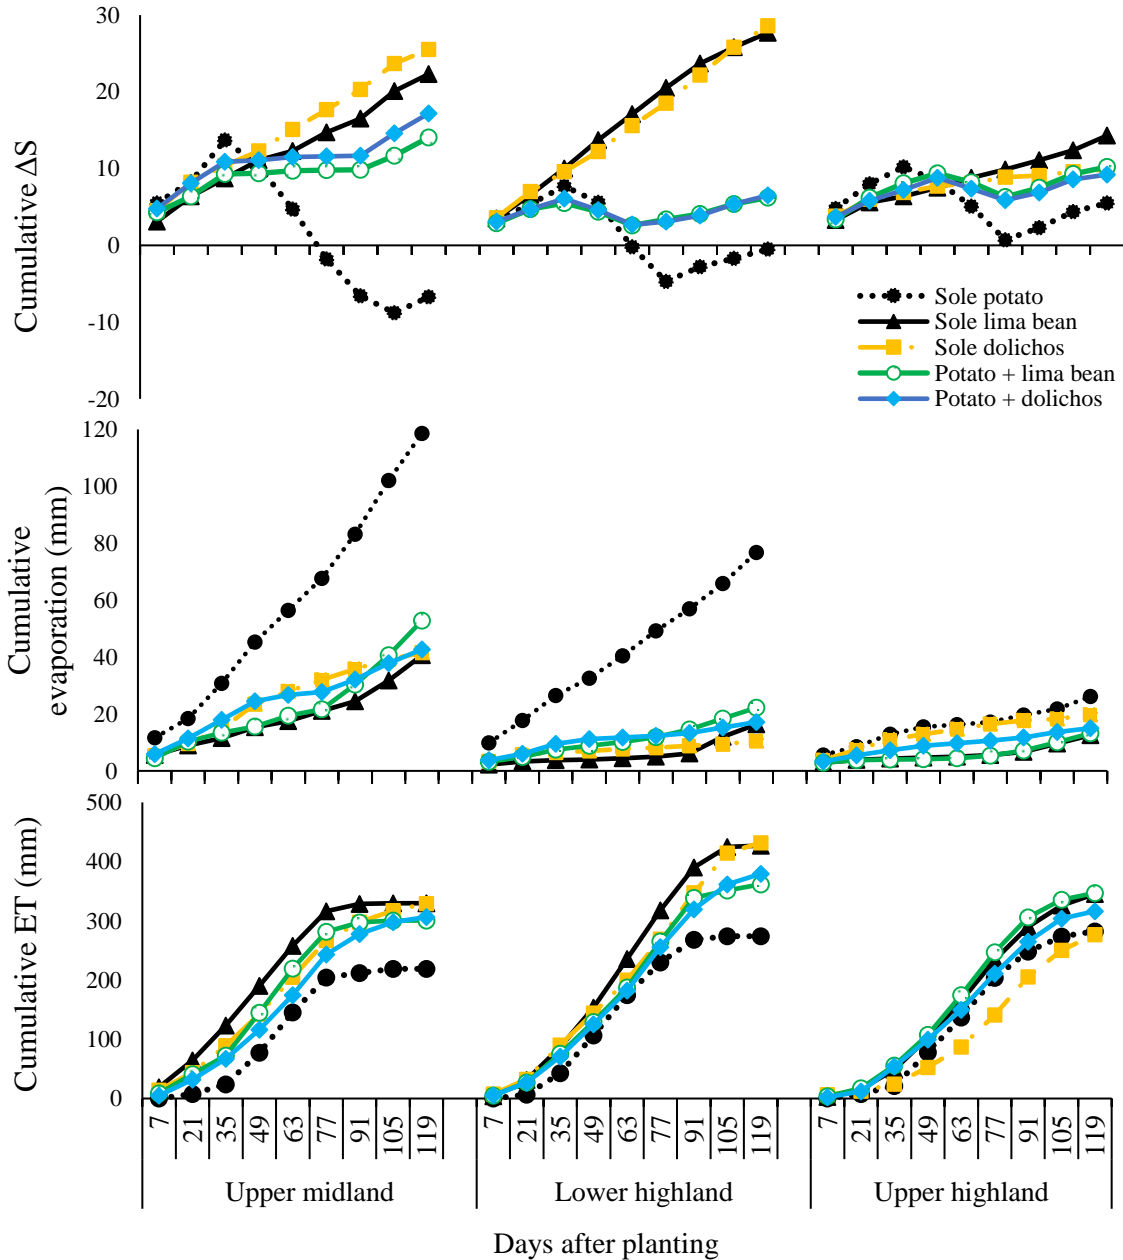 Cumulative ΔS
30
20
10
0
-10
-20
Sole potato
Sole lima bean
Sole dolichos
Potato + lima bean
Potato + dolichos
Cumulative
evaporation (mm)
120
100
80
60
40
20
0
Cumulative ET (mm)
500
400
300
200
100
0
7 21 35 49 63 77 91 105 119 7 21 35 49 63 77 91 105 119 7 21 35 49 63 77 91 105 119
Upper midland Lower highland Upper highland
Days after planting